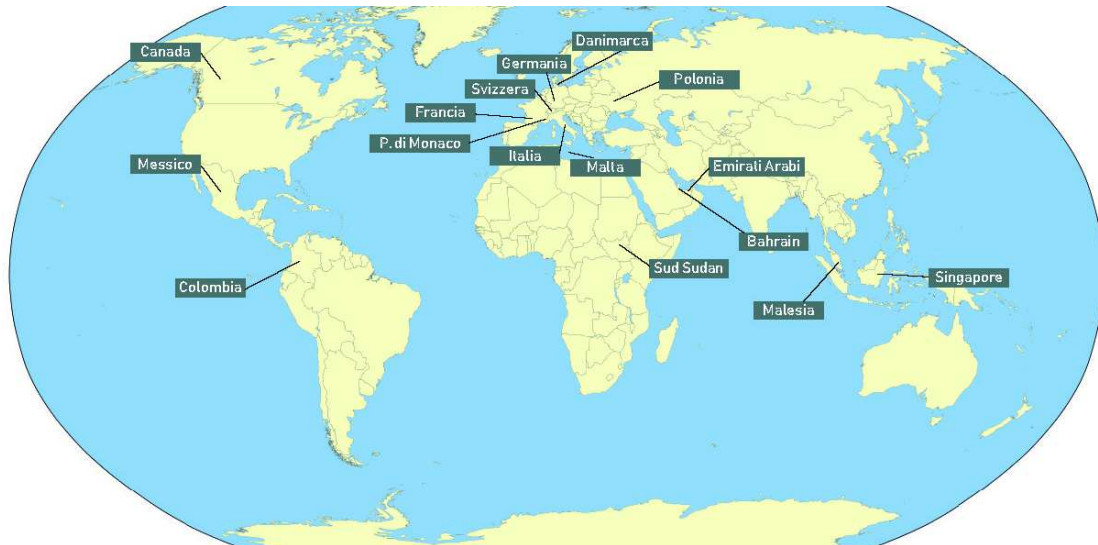 Danimarca
Canada
Germania
Polonia
Svizzera
Francia
P. di Monaco
Italia
Malta
Messico
Emirati Arabi
Bahrain
Sud Sudan
Singapore
Colombia
Malesia